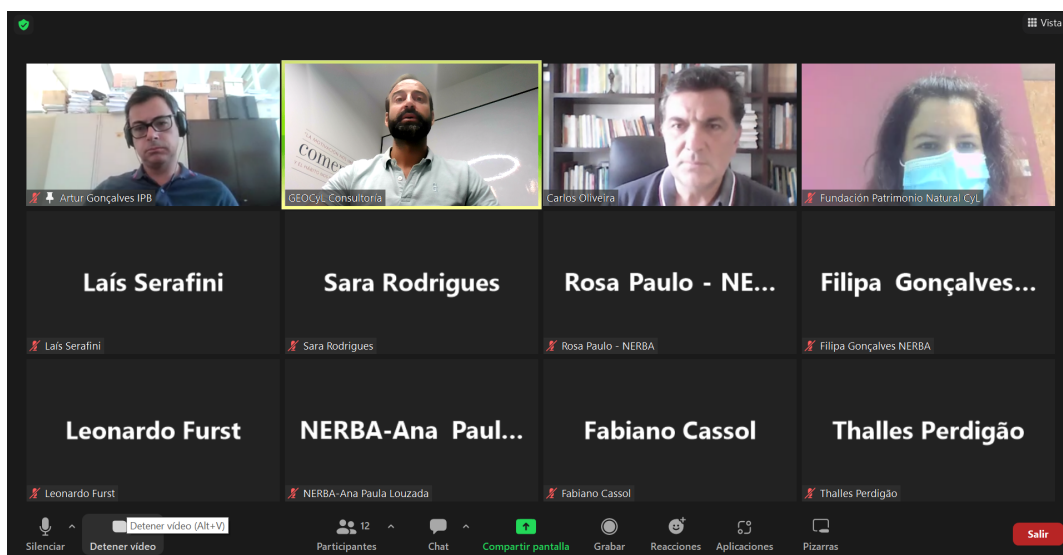 Vista
come
Artur Gonçalves IPB
GEOCyL Consultoría
Carlos Oliveira
Fundación Patrimonio Natural CyL
Laís Serafini
Sara Rodrigues
Rosa Paulo - NE...
Filipa Gonçalves...
Laís Serafini
Sara Rodrigues
Rosa Paulo - NERBA
Filipa Gonçalves NERBA
Leonardo Furst
NERBA-Ana Paul...
Fabiano Cassol
Thalles Perdigão
Leonardo Furst
NERBA-Ana Paula Louzada
Fabiano Cassol
Thalles Perdigão
Detener vídeo (Alt+V)
12
Silenciar
Detener vídeo
Participantes
Chat
Compartir pantalla
Grabar
Reacciones
Aplicaciones
Pizarras
Salir